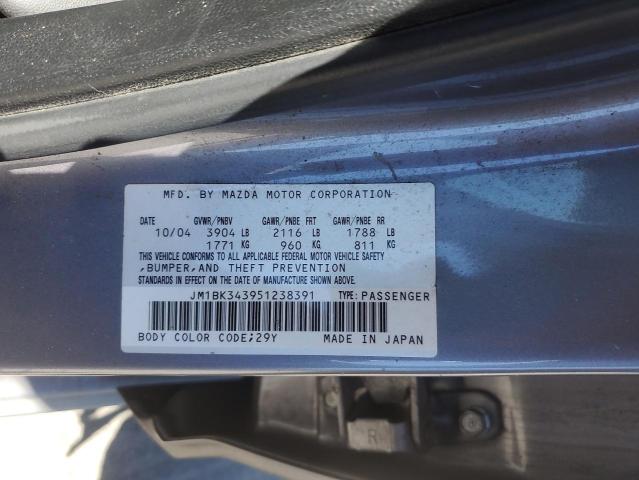 MFD. BY MAZDA MOTOR CORPORATION
DATE GVWR/PNBV GAWR/PNBE FRT GAWR/PNBE RR
10/04 3904 LB 2116 LB 1788 LB
1771 KG 960 KG 811 KG
THIS VEHICLE CONFORMS TO ALL APPLICABLE FEDERAL MOTOR VEHICLE SAFETY
,BUMPER,AND THEFT PREVENTION
STANDARDS IN EFFECT ON THE DATE OF MANUFACTURE SHOWN ABOVE.
JM1BK343951238391 TYPE:PASSENGER
BODY COLOR CODE;29Y MADE IN JAPAN
R